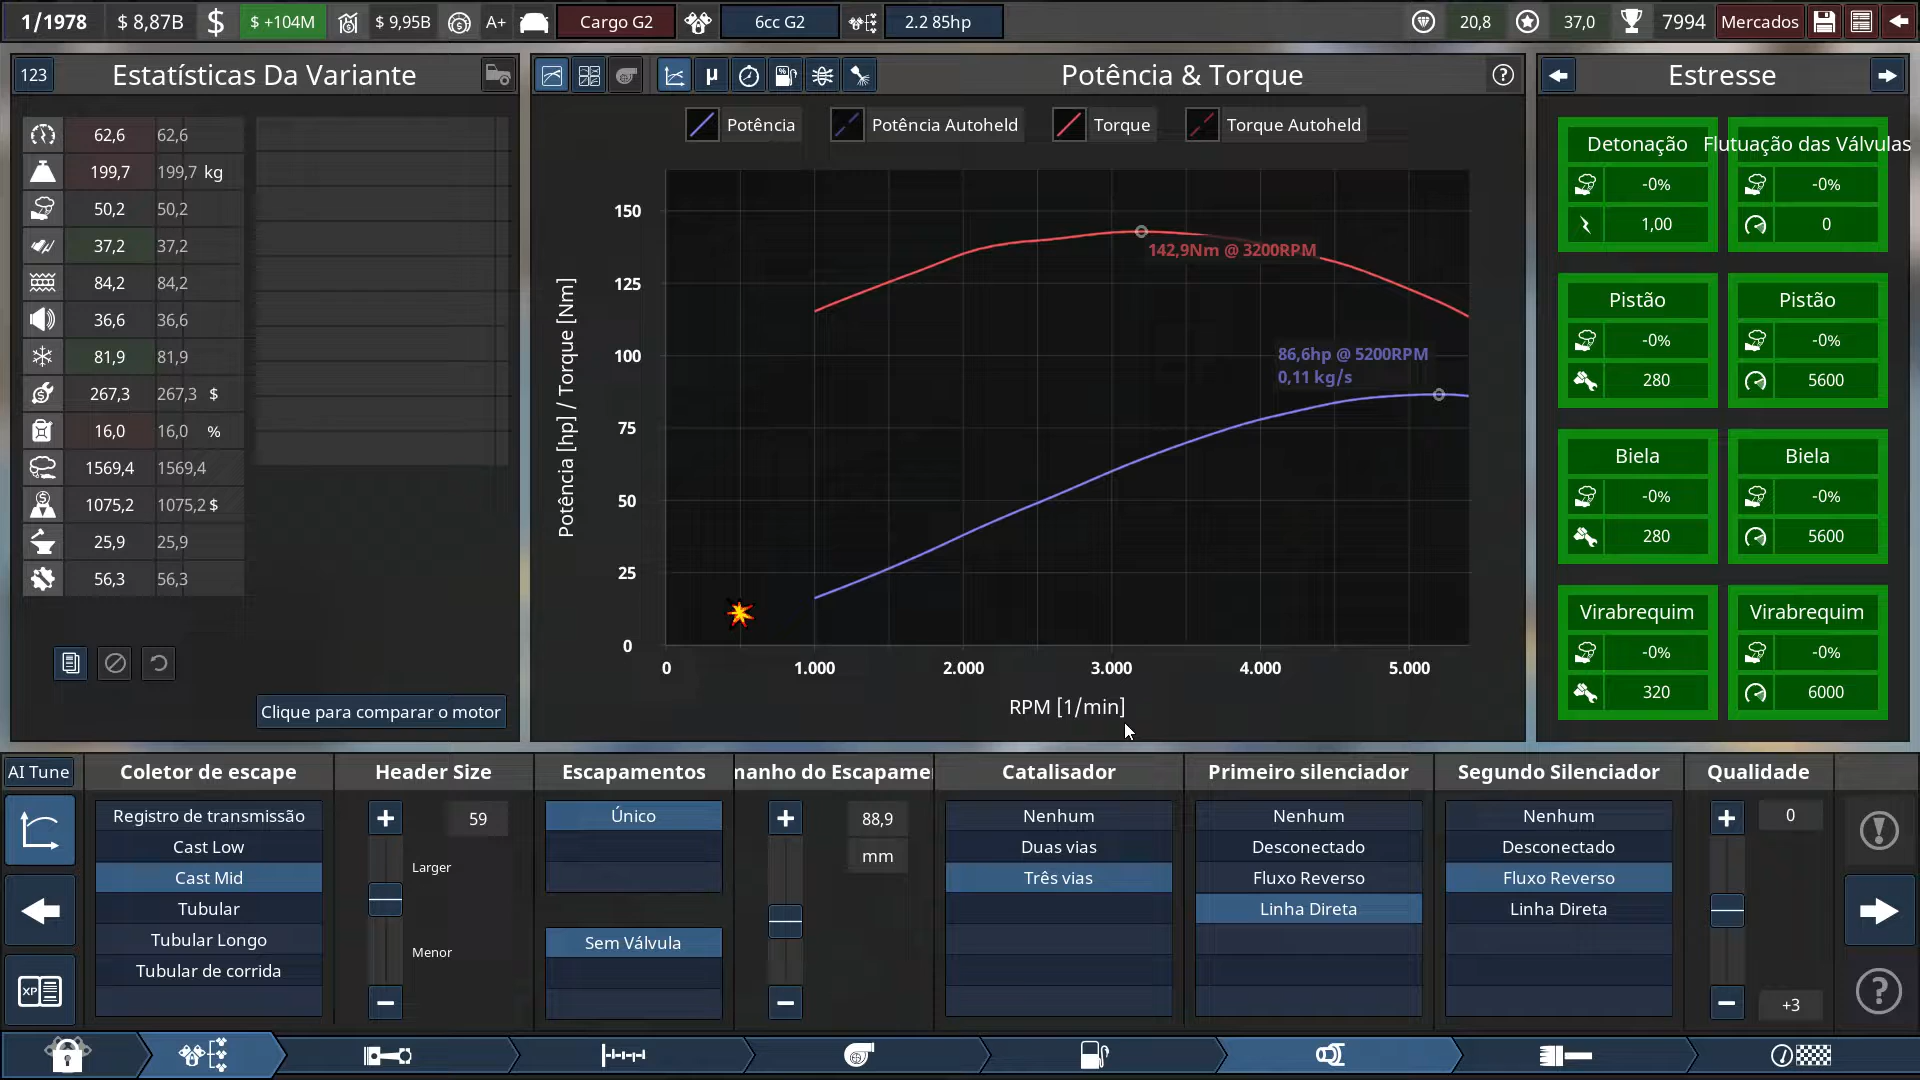 1/1978
$ 8,87B
$ +104M
$ 9,95B
A+
Cargo G2
6cc G2
2.2 85hp
20,8
37,0
7994
Mercados
123
Estatísticas Da Variante
62,6 62,6
199,7 199,7 kg
50,2 50,2
37,2 37,2
84,2 84,2
36,6 36,6
81,9 81,9
267,3 267,3 $
16,0 16,0 %
1569,4 1569,4
1075,2 1075,2 $
25,9 25,9
56,3 56,3
Clique para comparar o motor
µ
Potência & Torque
?
Potência
Potência Autoheld
Torque
Torque Autoheld
Potência [hp] / Torque [Nm]
150
125
100
75
50
25
0
142,9Nm @ 3200RPM
86,6hp @ 5200RPM
0,11 kg/s
0 1.000 2.000 3.000 4.000 5.000
RPM [1/min]
Estresse
Detonação
-0%
1,00
Flutuação das Válvulas
-0%
0
Pistão
-0%
280
Pistão
-0%
5600
Biela
-0%
280
Biela
-0%
5600
Virabrequim
-0%
320
Virabrequim
-0%
6000
AI Tune
XP
Coletor de escape
Registro de transmissão
Cast Low
Cast Mid
Tubular
Tubular Longo
Tubular de corrida
Header Size
59
Larger
Menor
Escapamentos
Único
Sem Válvula
manho do Escapame
88,9
mm
Catalisador
Nenhum
Duas vias
Três vias
Primeiro silenciador
Nenhum
Desconectado
Fluxo Reverso
Linha Direta
Segundo Silenciador
Nenhum
Desconectado
Fluxo Reverso
Linha Direta
Qualidade
0
+3
?